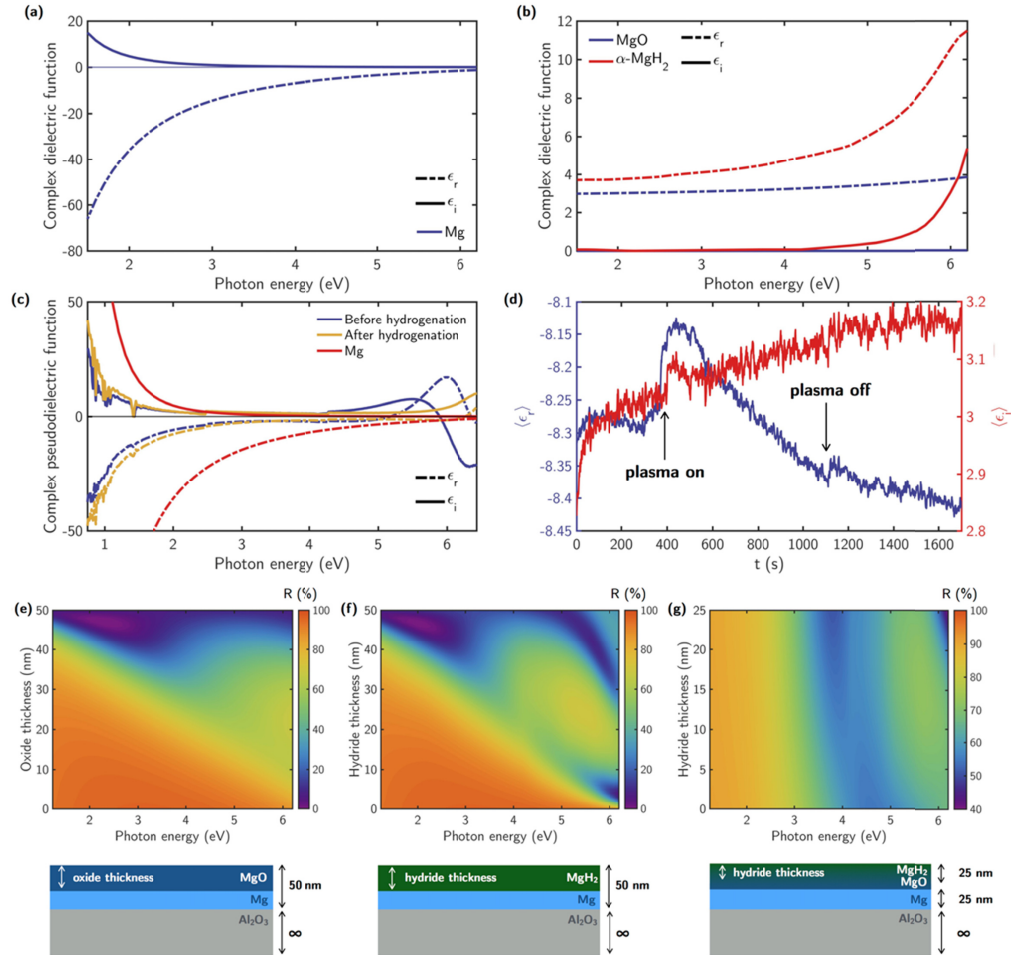 (a)
20
0
-20
-40
-60
-80
2
3
4
5
6
Complex dielectric function
Photon energy (eV)
ϵr
ϵi
Mg
(b)
12
10
8
6
4
2
0
2
3
4
5
6
Complex dielectric function
Photon energy (eV)
MgO
α-MgH2
ϵr
ϵi
(c)
50
0
-50
1
2
3
4
5
6
Complex pseudodielectric function
Photon energy (eV)
Before hydrogenation
After hydrogenation
Mg
ϵr
ϵi
(d)
-8.1
-8.15
-8.2
-8.25
-8.3
-8.35
-8.4
-8.45
⟨ϵr⟩
3.2
3.1
3
2.9
2.8
⟨ϵi⟩
0
200
400
600
800
1000
1200
1400
1600
t (s)
plasma on
plasma off
(e)
R (%)
50
40
30
20
10
0
2
3
4
5
6
Oxide thickness (nm)
Photon energy (eV)
100
80
60
40
20
0
(f)
R (%)
50
40
30
20
10
0
2
3
4
5
6
Hydride thickness (nm)
Photon energy (eV)
100
80
60
40
20
0
(g)
R (%)
25
20
15
10
5
0
2
3
4
5
6
Hydride thickness (nm)
Photon energy (eV)
100
90
80
70
60
50
40
oxide thickness
MgO
50 nm
Mg
Al2O3
∞
hydride thickness
MgH2
50 nm
Mg
Al2O3
∞
hydride thickness
MgH2
MgO
25 nm
Mg
25 nm
Al2O3
∞